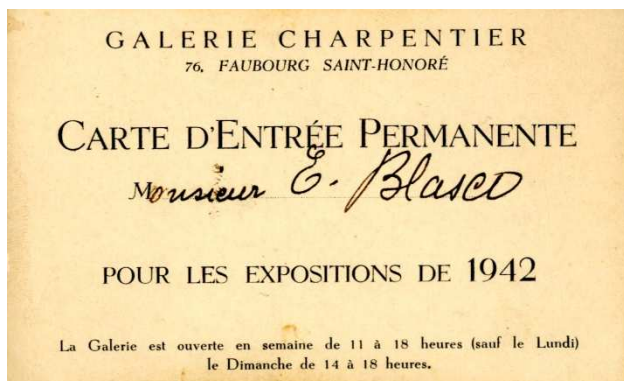 GALERIE CHARPENTIER
76, FAUBOURG SAINT-HONORÉ
CARTE D'ENTRÉE PERMANENTE
Monsieur E. Blasco
POUR LES EXPOSITIONS DE 1942
La Galerie est ouverte en semaine de 11 à 18 heures (sauf le Lundi)
le Dimanche de 14 à 18 heures.